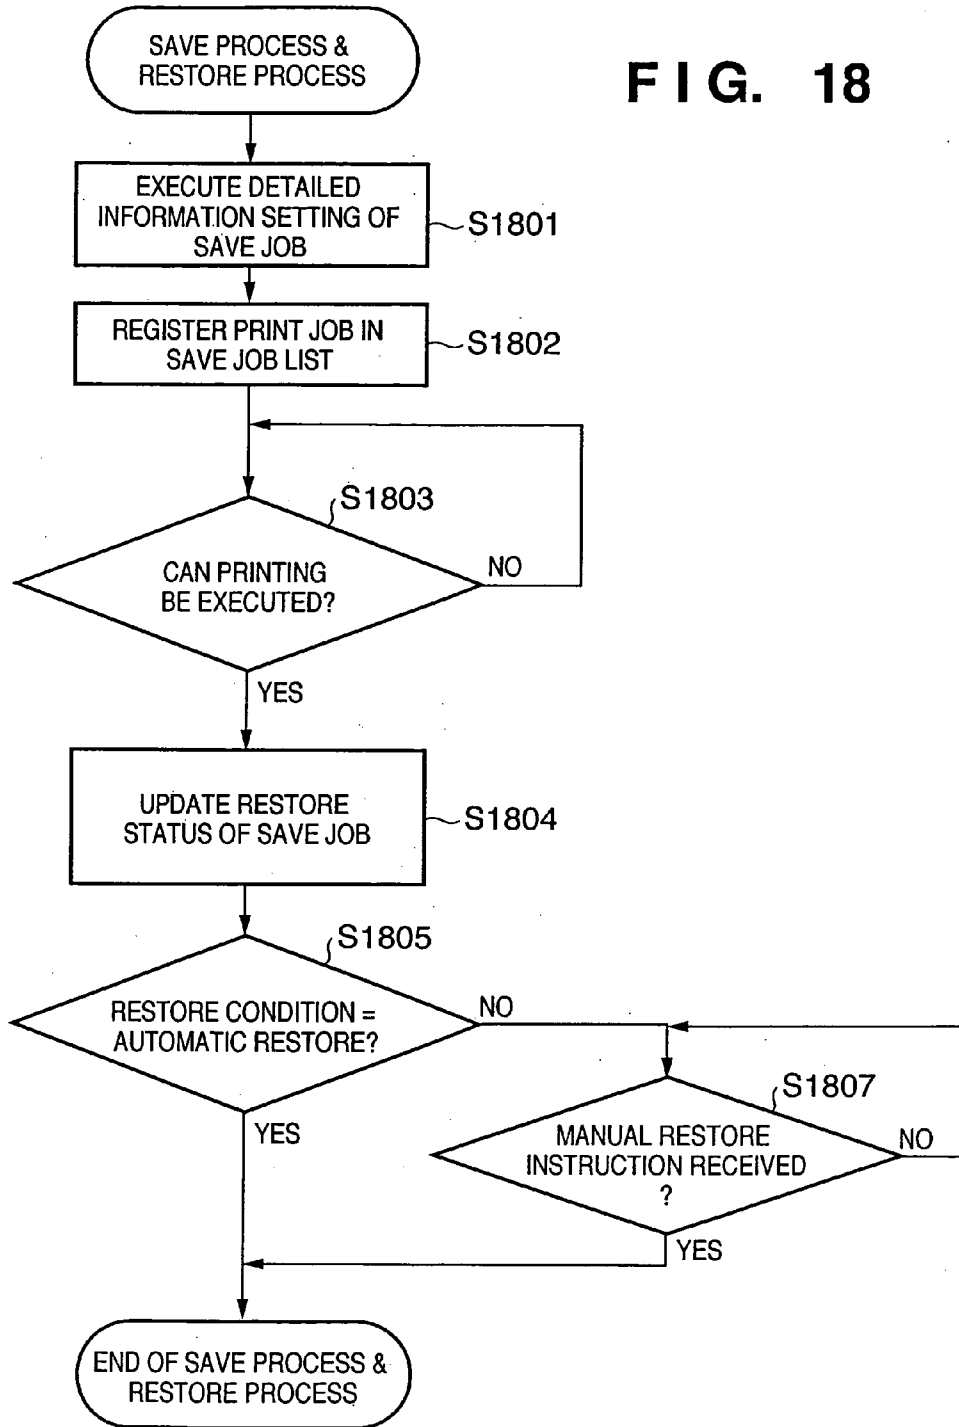 SAVE PROCESS &
RESTORE PROCESS
FIG. 18
EXECUTE DETAILED
INFORMATION SETTING OF
SAVE JOB
S1801
REGISTER PRINT JOB IN
SAVE JOB LIST
S1802
S1803
CAN PRINTING
BE EXECUTED?
NO
YES
UPDATE RESTORE
STATUS OF SAVE JOB
S1804
S1805
RESTORE CONDITION =
AUTOMATIC RESTORE?
NO
YES
S1807
MANUAL RESTORE
INSTRUCTION RECEIVED
?
NO
YES
END OF SAVE PROCESS &
RESTORE PROCESS